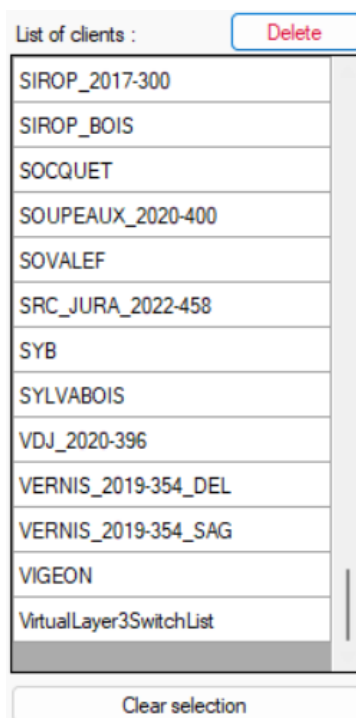 List of clients :
Delete
SIROP_2017-300
SIROP_BOIS
SOCQUET
SOUPEAUX_2020-400
SOVALEF
SRC_JURA_2022-458
SYB
SYLVABOIS
VDJ_2020-396
VERNIS_2019-354_DEL
VERNIS_2019-354_SAG
VIGEON
VirtualLayer3SwitchList
Clear selection